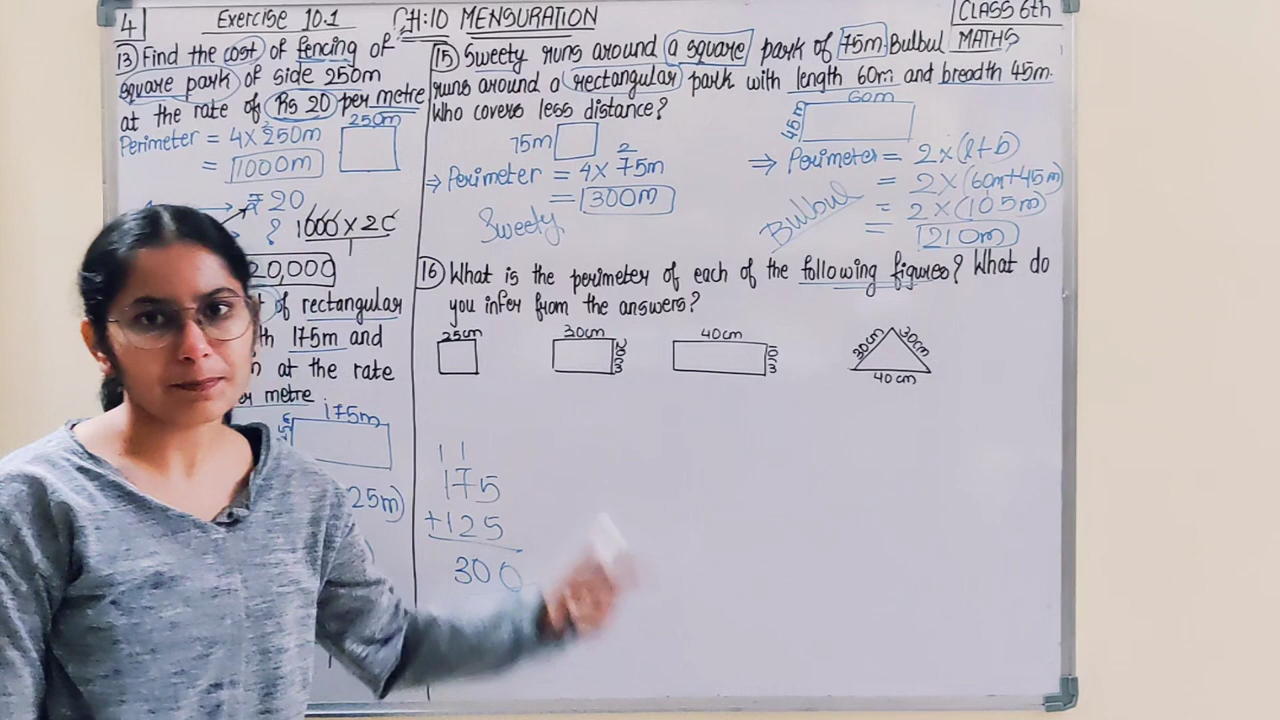 4
Exercise 10.1
CH:10 MENSURATION
CLASS 6th
MATHS
13) Find the cost of fencing of
square park of side 250m
at the rate of Rs 20 per metre
250m
Perimeter = 4 x 250m
= 1000m
₹ 20
? 1000 x 20
20,000
of rectangular
th 175m and
at the rate
metre.
175m
25m)
15) Sweety runs around a square park of 75m Bulbul
runs around a rectangular park with length 60m and breadth 45m.
Who covers less distance?
75m
⇒ Perimeter = 4 x 75m
2
= 300m
Sweety
60m
45m
⇒ Perimeter = 2 x (l+b)
= 2 x (60m+45m)
= 2 x (105m)
= 210m
Bulbul
16) What is the perimeter of each of the following figures? What do
you infer from the answers?
25cm
30cm
20cm
40cm
10cm
30cm
30cm
40 cm
1 1
175
+125
300